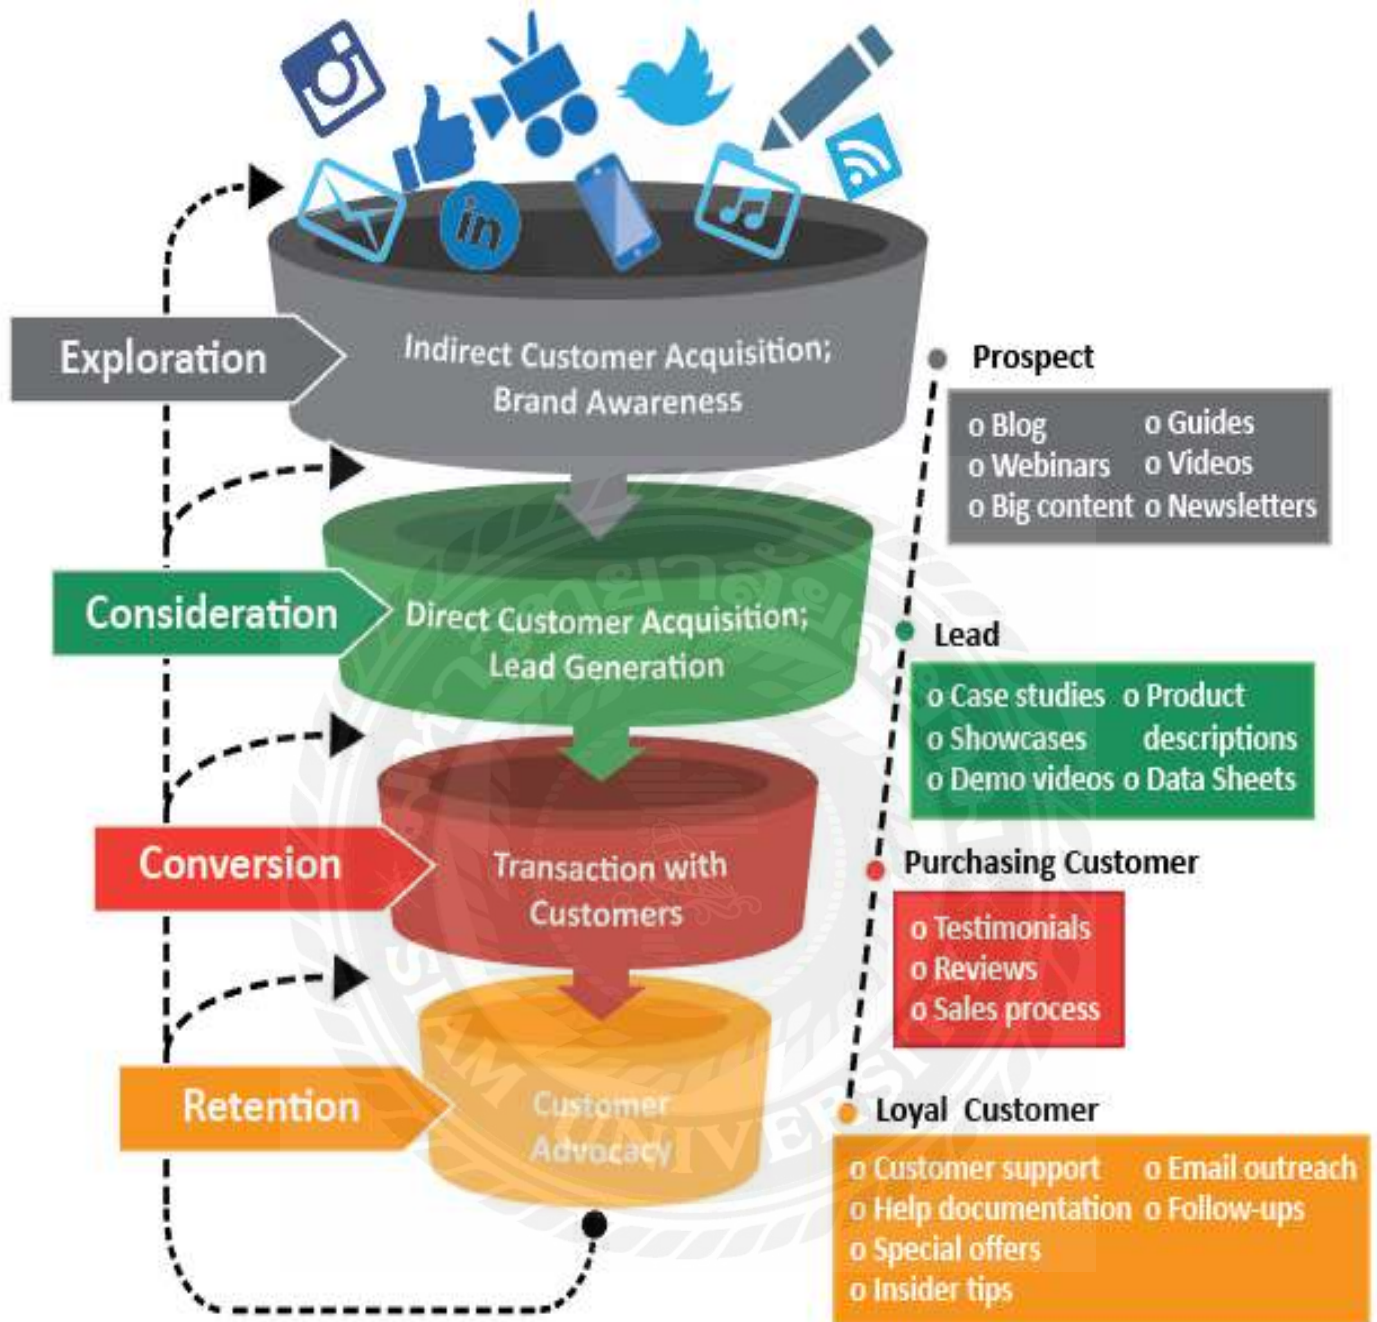 in
Exploration
Indirect Customer Acquisition;
Brand Awareness
Prospect
o Blog
o Webinars
o Big content
o Guides
o Videos
o Newsletters
Consideration
Direct Customer Acquisition;
Lead Generation
Lead
o Case studies
o Showcases
o Demo videos
o Product
descriptions
o Data Sheets
Conversion
Transaction with
Customers
Purchasing Customer
o Testimonials
o Reviews
o Sales process
Retention
Customer
Advocacy
Loyal Customer
o Customer support
o Help documentation
o Special offers
o Insider tips
o Email outreach
o Follow-ups
SIAM UNIVERSITY